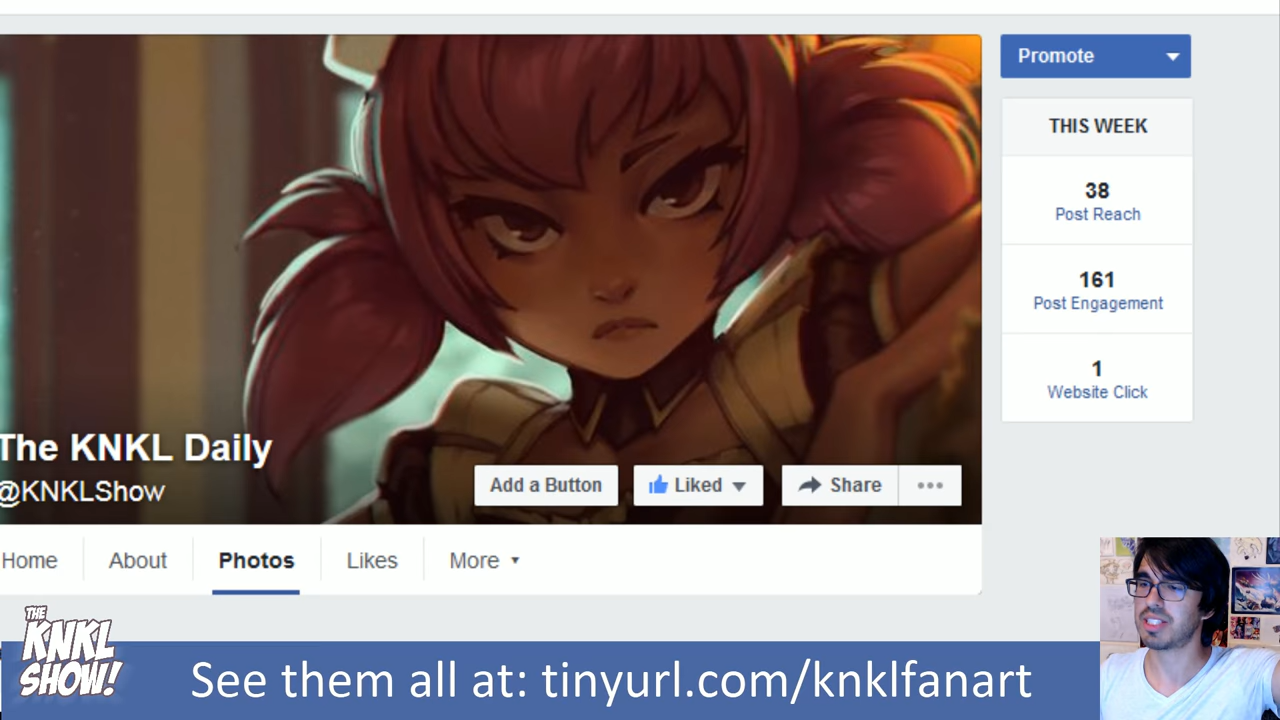 Promote
THIS WEEK
38
Post Reach
161
Post Engagement
1
Website Click
The KNKL Daily
@KNKLShow
Add a Button
Liked
Share
Home
About
Photos
Likes
More
THE
KNKL
SHOW!
See them all at: tinyurl.com/knklfanart